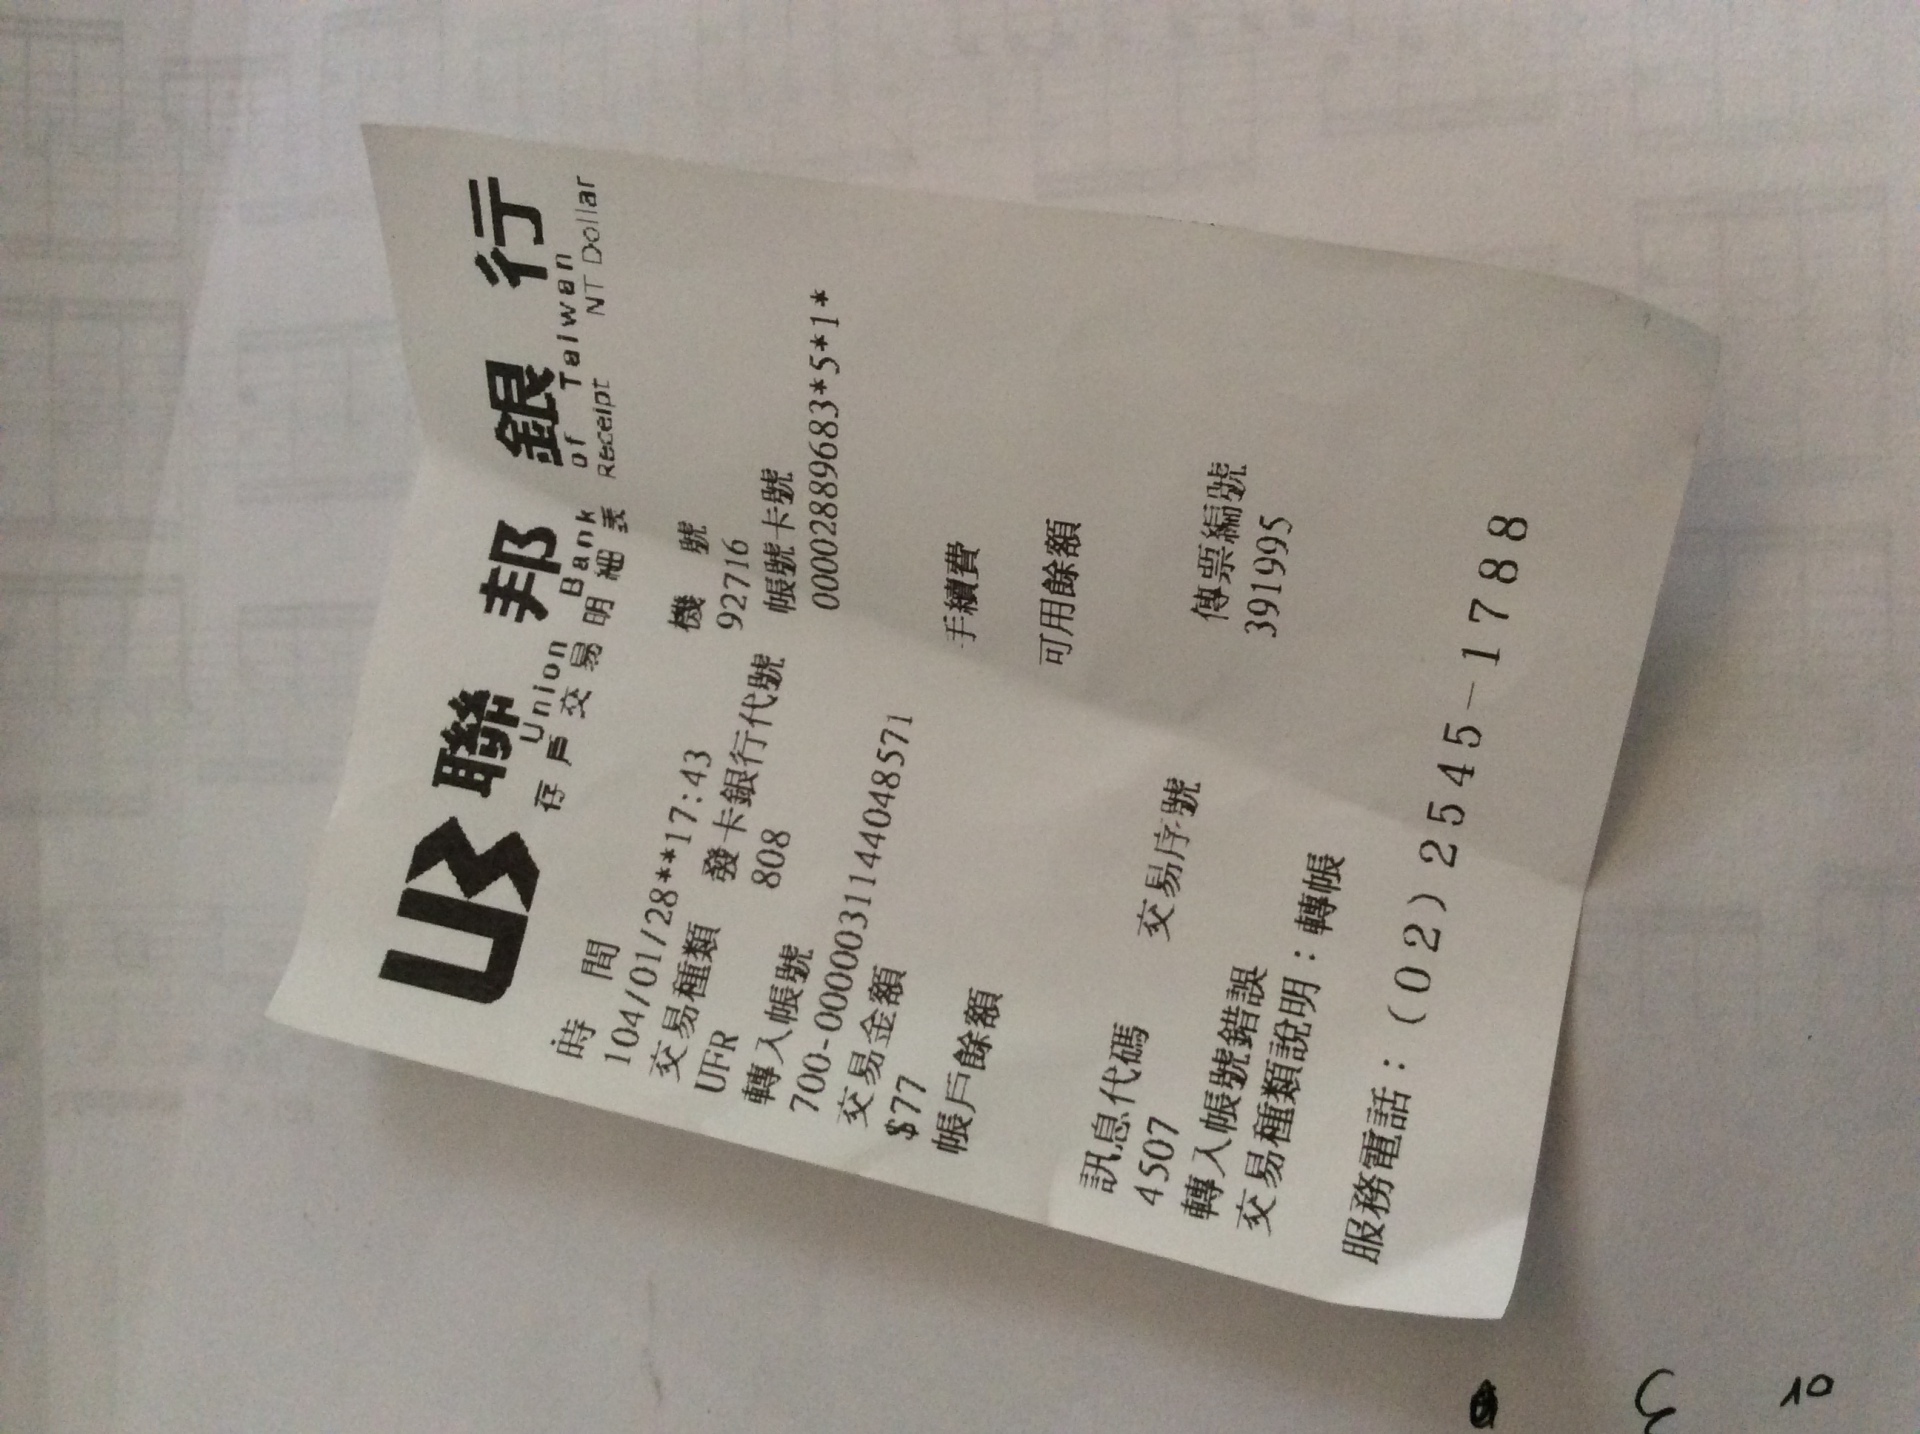 UB 聯邦銀行
Union Bank of Taiwan
存戶交易明細表 Receipt NT Dollar
時間 機號
104/01/28**17:43 92716
交易種類 發卡銀行代號 帳號卡號
UFR 808 00002889683*5*1*
轉入帳號
700-0000031144048571
交易金額 手續費
$77
帳戶餘額 可用餘額
訊息代碼 交易序號 傳票編號
4507 391995
轉入帳號錯誤
交易種類說明：轉帳
服務電話：(02)2545-1788